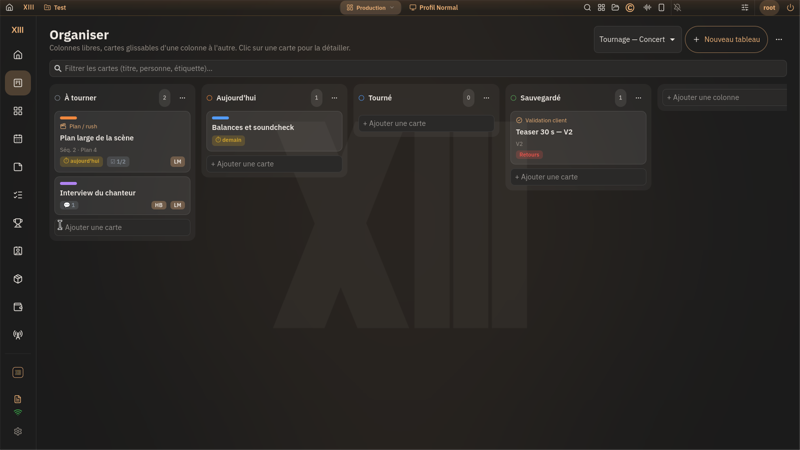 XIII
Test
Production
Profil Normal
root
XIII
Organiser
Colonnes libres, cartes glissables d'une colonne à l'autre. Clic sur une carte pour la détailler.
Tournage — Concert
Nouveau tableau
Filtrer les cartes (titre, personne, étiquette)...
À tourner
2
Plan / rush
Plan large de la scène
Séq. 2 · Plan 4
aujourd'hui
1/2
LM
Interview du chanteur
1
HB
LM
Ajouter une carte
Aujourd'hui
1
Balances et soundcheck
demain
+ Ajouter une carte
Tourné
0
+ Ajouter une carte
Sauvegardé
1
Validation client
Teaser 30 s — V2
V2
Retours
+ Ajouter une carte
+ Ajouter une colonne
XIII